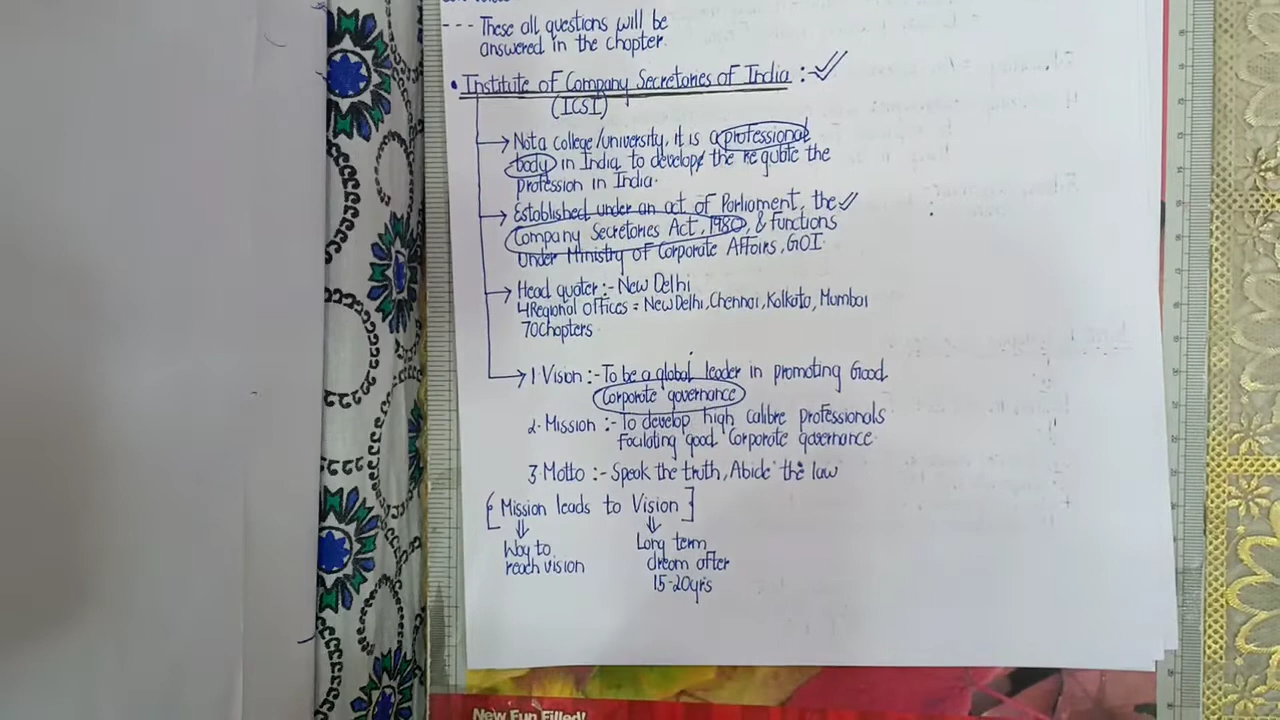 --- These all questions will be
answered in the chapter.
• Institute of Company Secretaries of India :-
(ICSI)
Not a college/university, it is a professional
body in India to develop the regulate the
profession in India.
Established under an act of Parliament, the
Company Secretaries Act, 1980, & functions
under Ministry of Corporate Affairs, GOI.
Head quater :- New Delhi
4 Regional offices = New Delhi, Chennai, Kolkata, Mumbai
70 Chapters.
1 Vision :- To be a global leader in promoting Good
Corporate governance
2. Mission :- To develop high calibre professionals
Facilating good Corporate governance.
3 Motto :- Speak the truth, Abide the law
[Mission leads to Vision]
Way to Long term
reach vision dream after
15-20yrs
New Fun Filled!